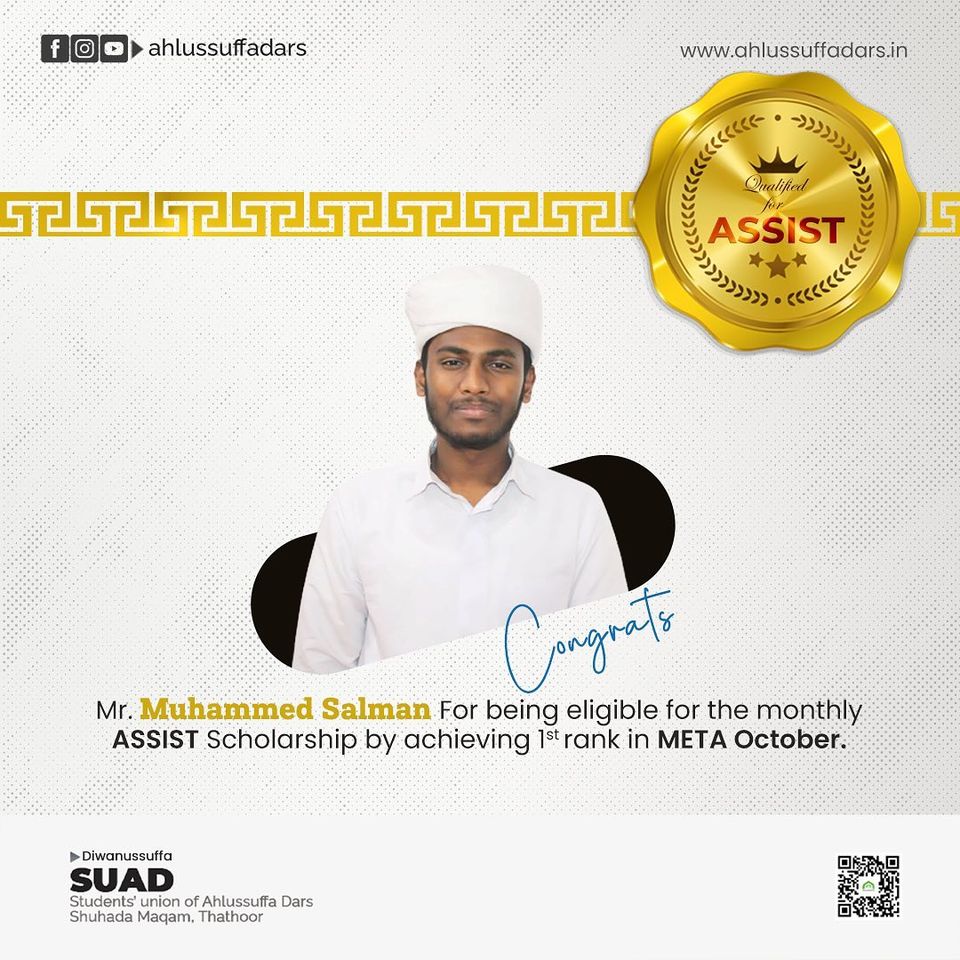 ahlussuffadars
www.ahlussuffadars.in
Qualified
for
ASSIST
Congrats
Mr. Muhammed Salman For being eligible for the monthly
ASSIST Scholarship by achieving 1st rank in META October.
Diwanussuffa
SUAD
Students' union of Ahlussuffa Dars
Shuhada Maqam, Thathoor